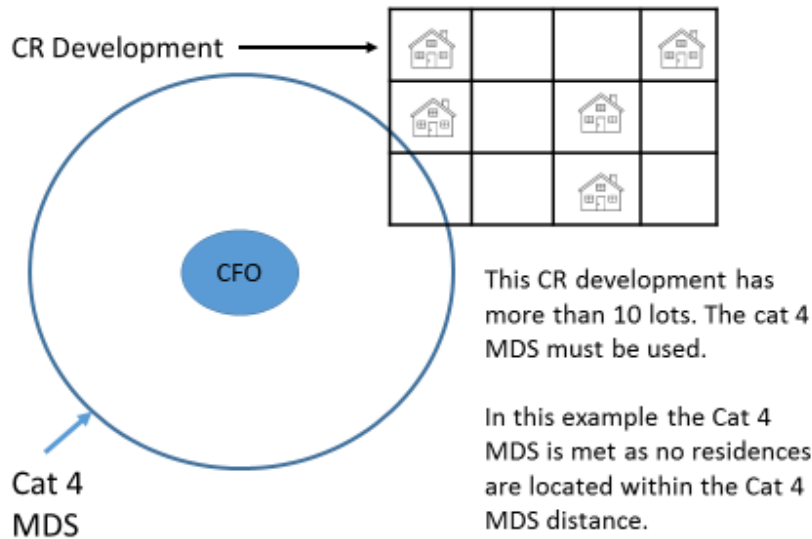 CR Development
CFO
This CR development has
more than 10 lots. The cat 4
MDS must be used.
In this example the Cat 4
MDS is met as no residences
are located within the Cat 4
MDS distance.
Cat 4
MDS